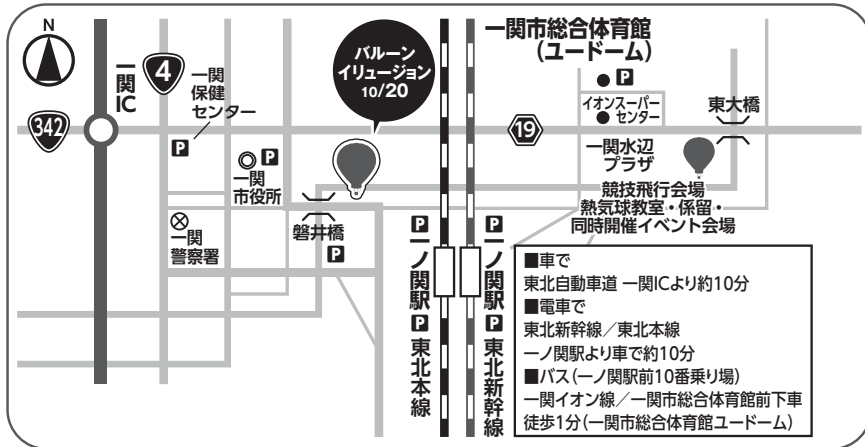 N
一関IC
4
342
一関
保健
センター
P
P
一関
市役所
一関
警察署
バルーン
イリュージョン
10/20
磐井橋
P
P
一ノ関駅
P
東北本線
P
一ノ関駅
P
東北新幹線
一関市総合体育館
(ユードーム)
P
イオンスーパー
センター
19
東大橋
一関水辺
プラザ
競技飛行会場
熱気球教室・係留・
同時開催イベント会場
■車で
東北自動車道 一関ICより約10分
■電車で
東北新幹線／東北本線
一ノ関駅より車で約10分
■バス(一ノ関駅前10番乗り場)
一関イオン線／一関市総合体育館前下車
徒歩1分(一関市総合体育館ユードーム)